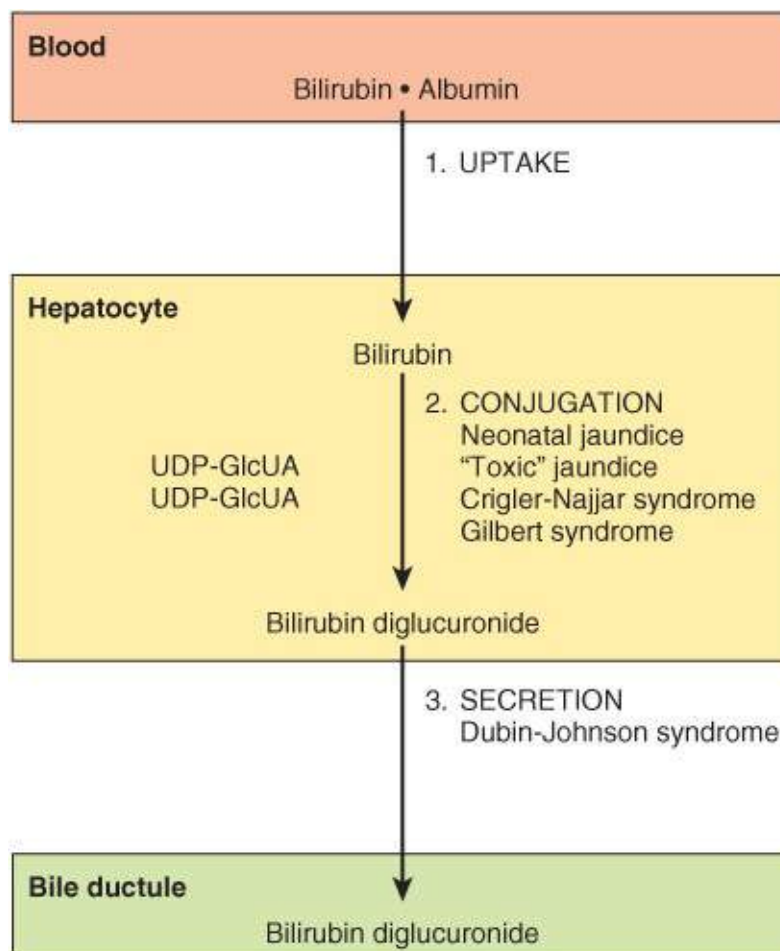 Blood
Bilirubin • Albumin
1. UPTAKE
Hepatocyte
Bilirubin
2. CONJUGATION
Neonatal jaundice
“Toxic” jaundice
Crigler-Najjar syndrome
Gilbert syndrome
UDP-GlcUA
UDP-GlcUA
Bilirubin diglucuronide
3. SECRETION
Dubin-Johnson syndrome
Bile ductule
Bilirubin diglucuronide